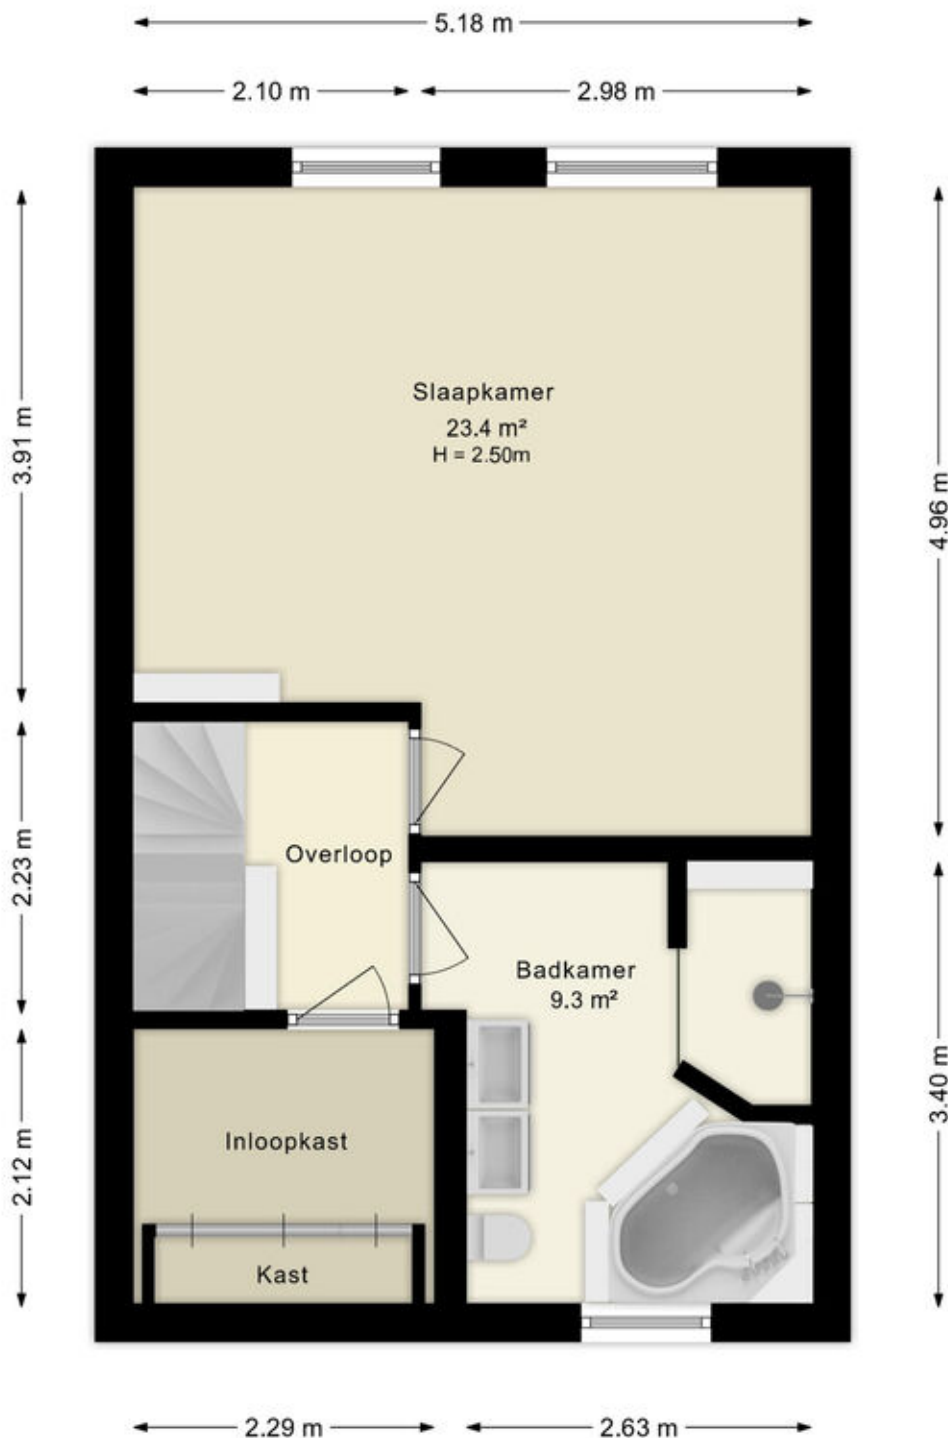 5.18 m
2.10 m
2.98 m
Slaapkamer
23.4 m²
H = 2.50m
3.91 m
4.96 m
Overloop
2.23 m
Badkamer
9.3 m²
3.40 m
Inloopkast
2.12 m
Kast
2.29 m
2.63 m